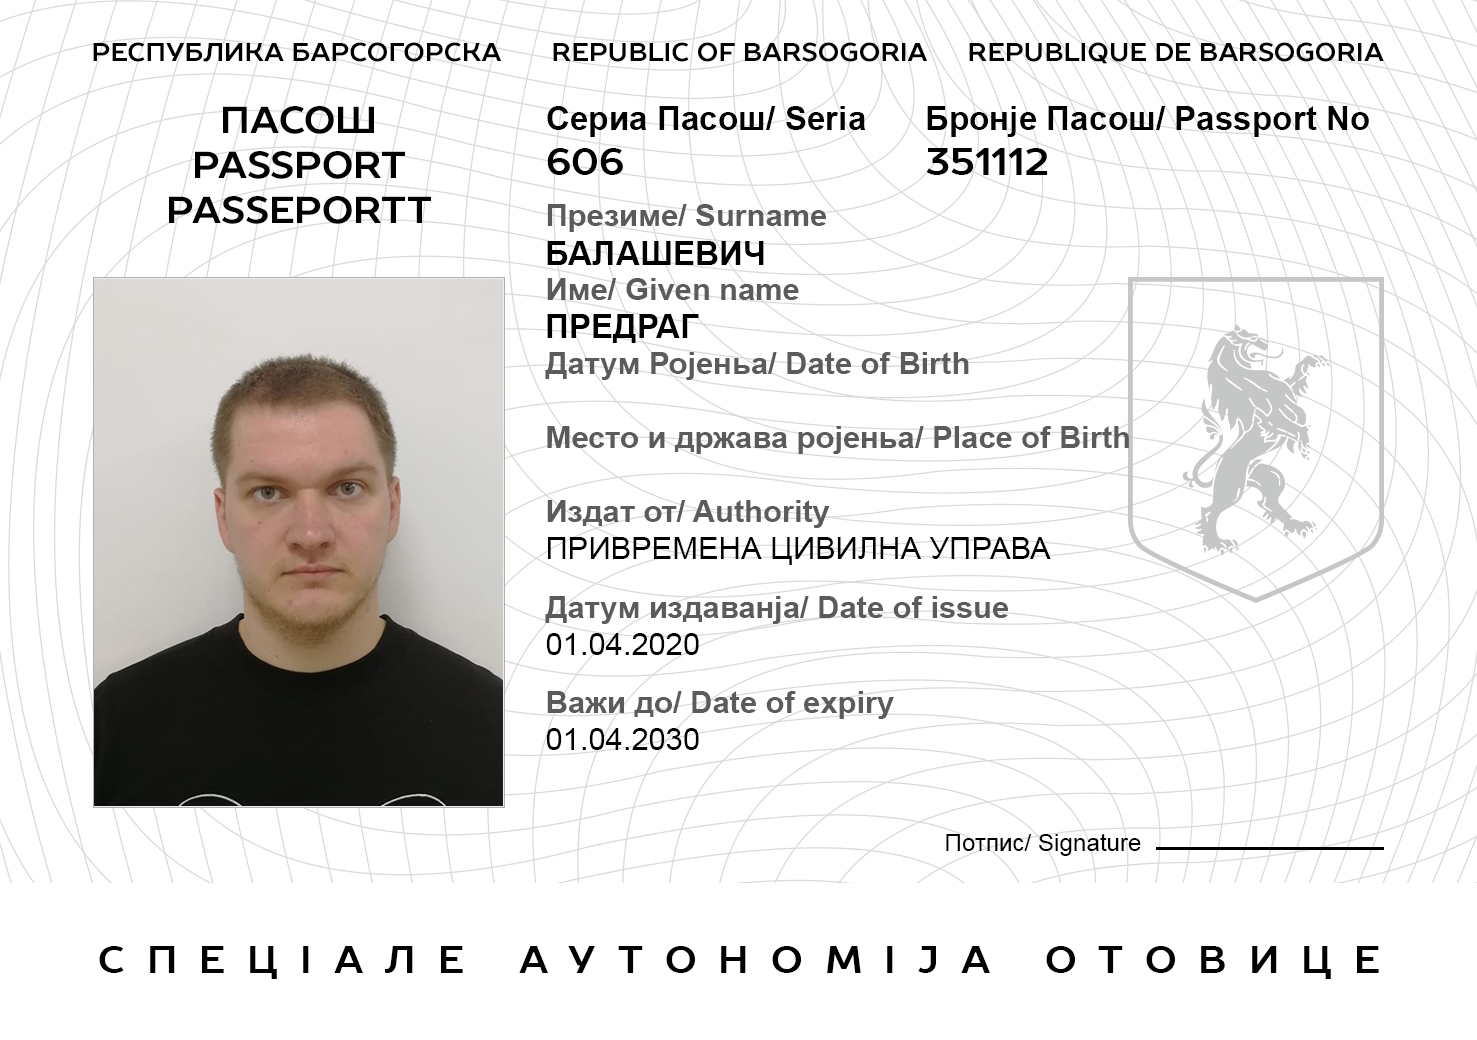 РЕСПУБЛИКА БАРСОГОРСКА REPUBLIC OF BARSOGORIA REPUBLIQUE DE BARSOGORIA
ПАСОШ
PASSPORT
PASSEPORTT
Сериа Пасош/ Seria Бронје Пасош/ Passport No
606 351112
Презиме/ Surname
БАЛАШЕВИЧ
Име/ Given name
ПРЕДРАГ
Датум Ројења/ Date of Birth
Место и држава ројења/ Place of Birth
Издат от/ Authority
ПРИВРЕМЕНА ЦИВИЛНА УПРАВА
Датум издаванја/ Date of issue
01.04.2020
Важи до/ Date of expiry
01.04.2030
Потпис/ Signature
СПЕЦІАЛЕ АУТОНОМІЈА ОТОВИЦЕ